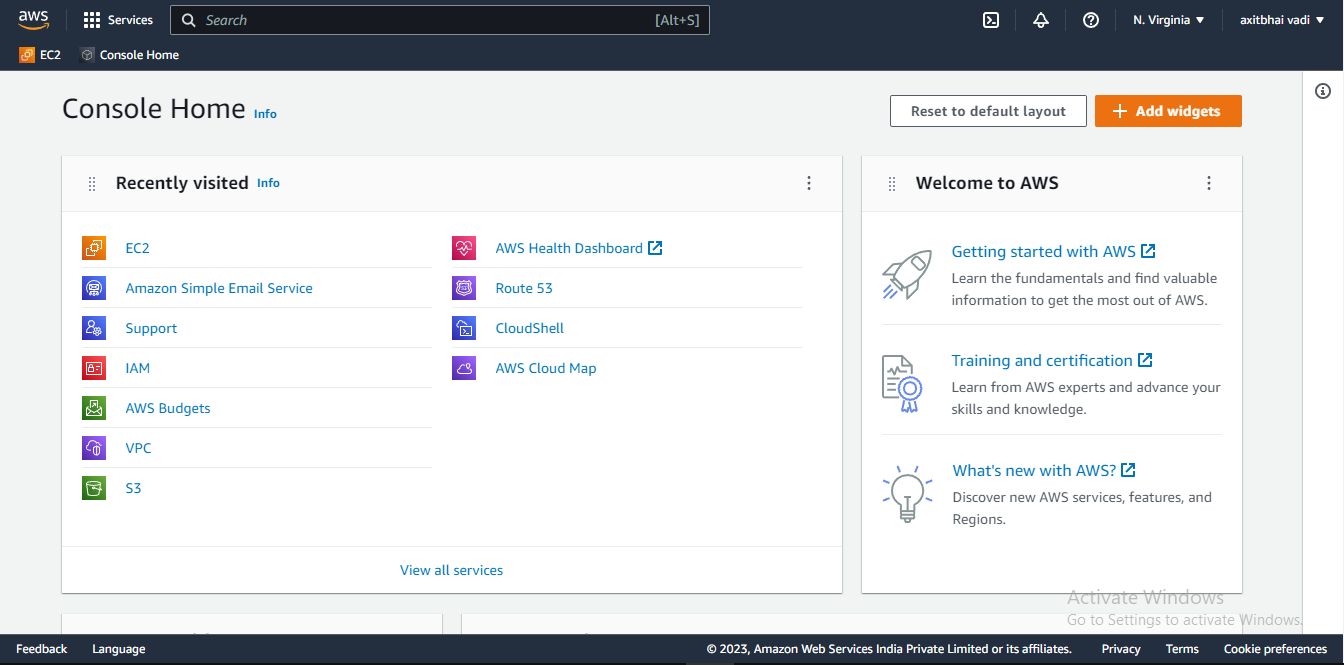 aws
Services
Search [Alt+S]
N. Virginia
axitbhai vadi
EC2
Console Home
Console Home Info
Reset to default layout
Add widgets
Recently visited Info
EC2
Amazon Simple Email Service
Support
IAM
AWS Budgets
VPC
S3
AWS Health Dashboard
Route 53
CloudShell
AWS Cloud Map
View all services
Welcome to AWS
Getting started with AWS
Learn the fundamentals and find valuable
information to get the most out of AWS.
Training and certification
Learn from AWS experts and advance your
skills and knowledge.
What's new with AWS?
Discover new AWS services, features, and
Regions.
Activate Windows
Go to Settings to activate Windows.
Feedback
Language
© 2023, Amazon Web Services India Private Limited or its affiliates.
Privacy
Terms
Cookie preferences